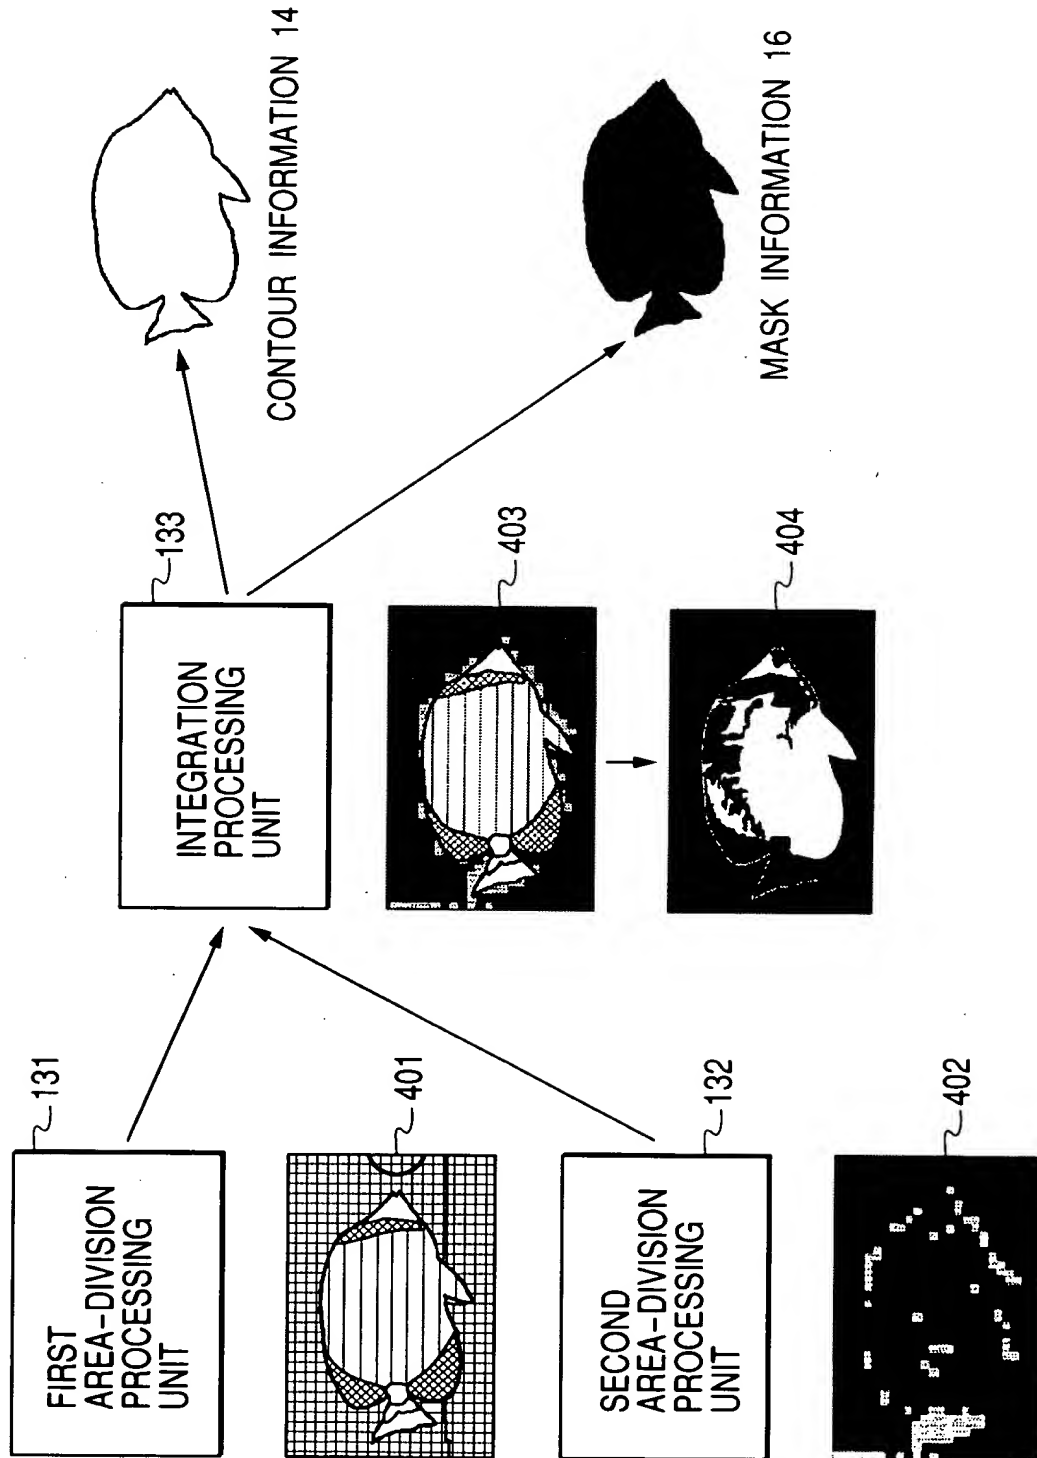 FIRST
AREA-DIVISION
PROCESSING
UNIT
131
401
SECOND
AREA-DIVISION
PROCESSING
UNIT
132
402
INTEGRATION
PROCESSING
UNIT
133
403
404
CONTOUR INFORMATION 14
MASK INFORMATION 16